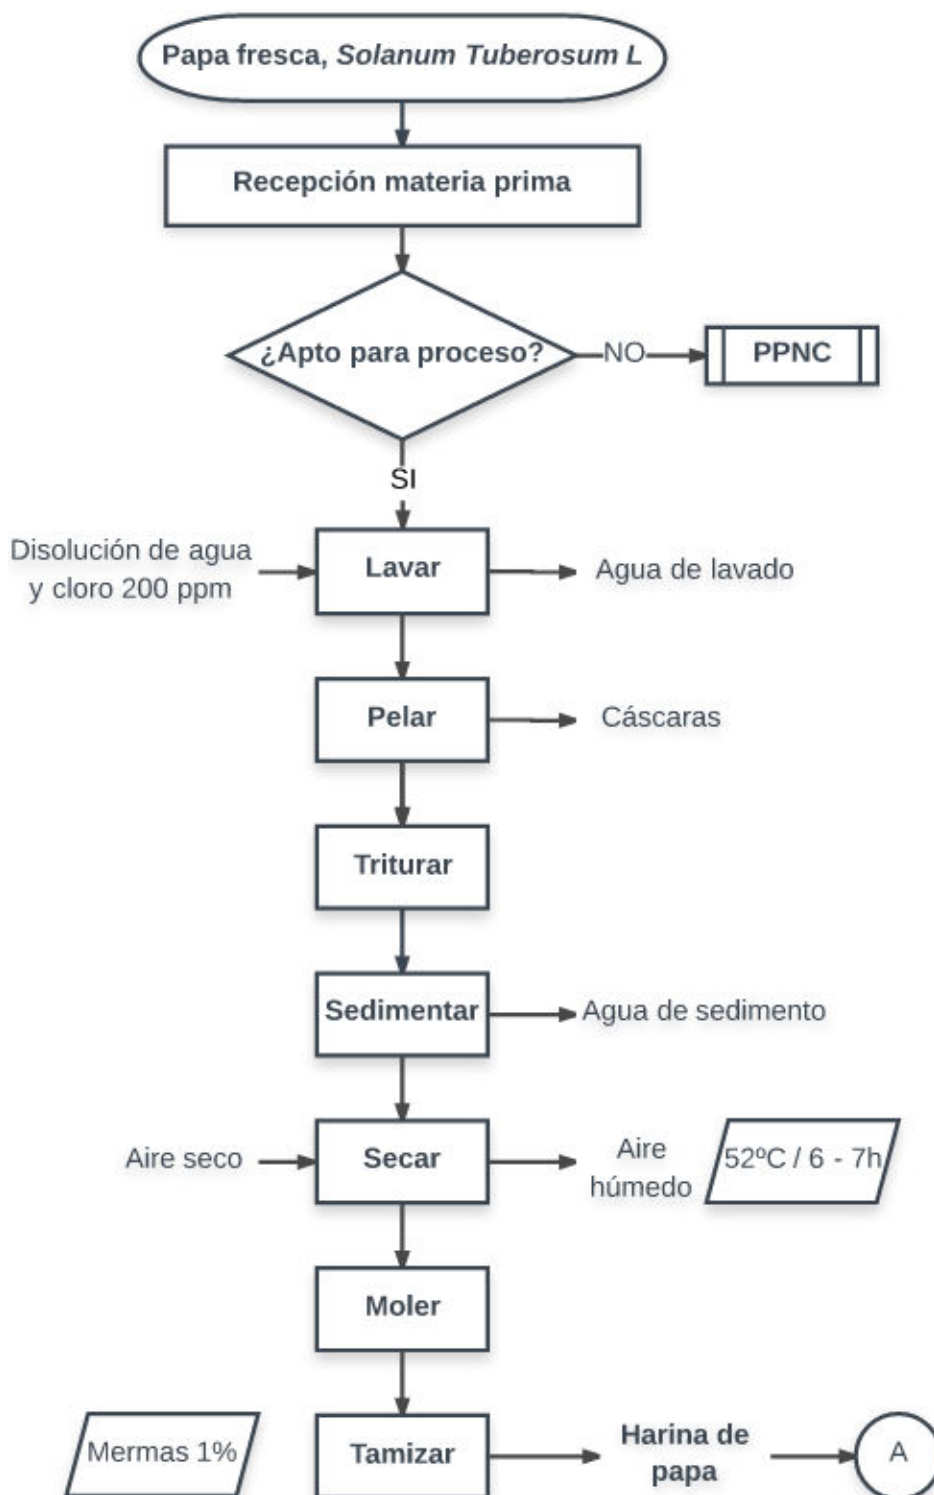 Papa fresca, Solanum Tuberosum L
Recepción materia prima
¿Apto para proceso?
NO
PPNC
SI
Disolución de agua
y cloro 200 ppm
Lavar
Agua de lavado
Pelar
Cáscaras
Triturar
Sedimentar
Agua de sedimento
Aire seco
Secar
Aire
húmedo
52ºC / 6 - 7h
Moler
Mermas 1%
Tamizar
Harina de
papa
A